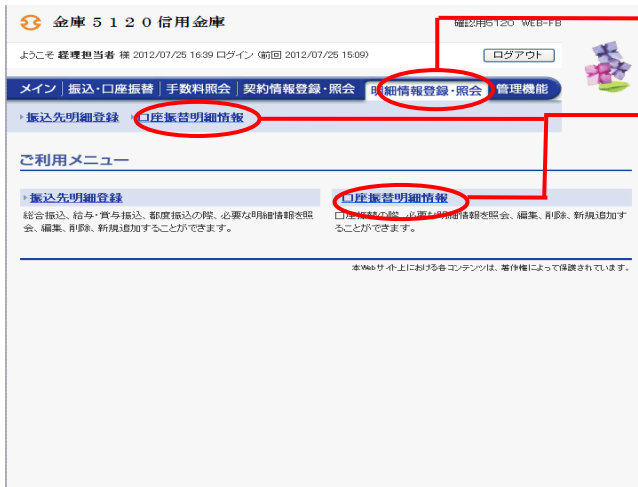 金庫５１２０信用金庫
確認用5120 WEB-FB
ようこそ 経理担当者 様 2012/07/25 16:39 ログイン （前回 2012/07/25 15:09）
ログアウト
メイン 振込・口座振替 手数料照会 契約情報登録・照会 明細情報登録・照会 管理機能
振込先明細登録 口座振替明細情報
ご利用メニュー
振込先明細登録
総合振込、給与・賞与振込、都度振込の際、必要な明細情報を照
会、編集、削除、新規追加することができます。
口座振替明細情報
口座振替の際、必要な明細情報を照会、編集、削除、新規追加す
ることができます。
本Webサイト上における各コンテンツは、著作権によって保護されています。